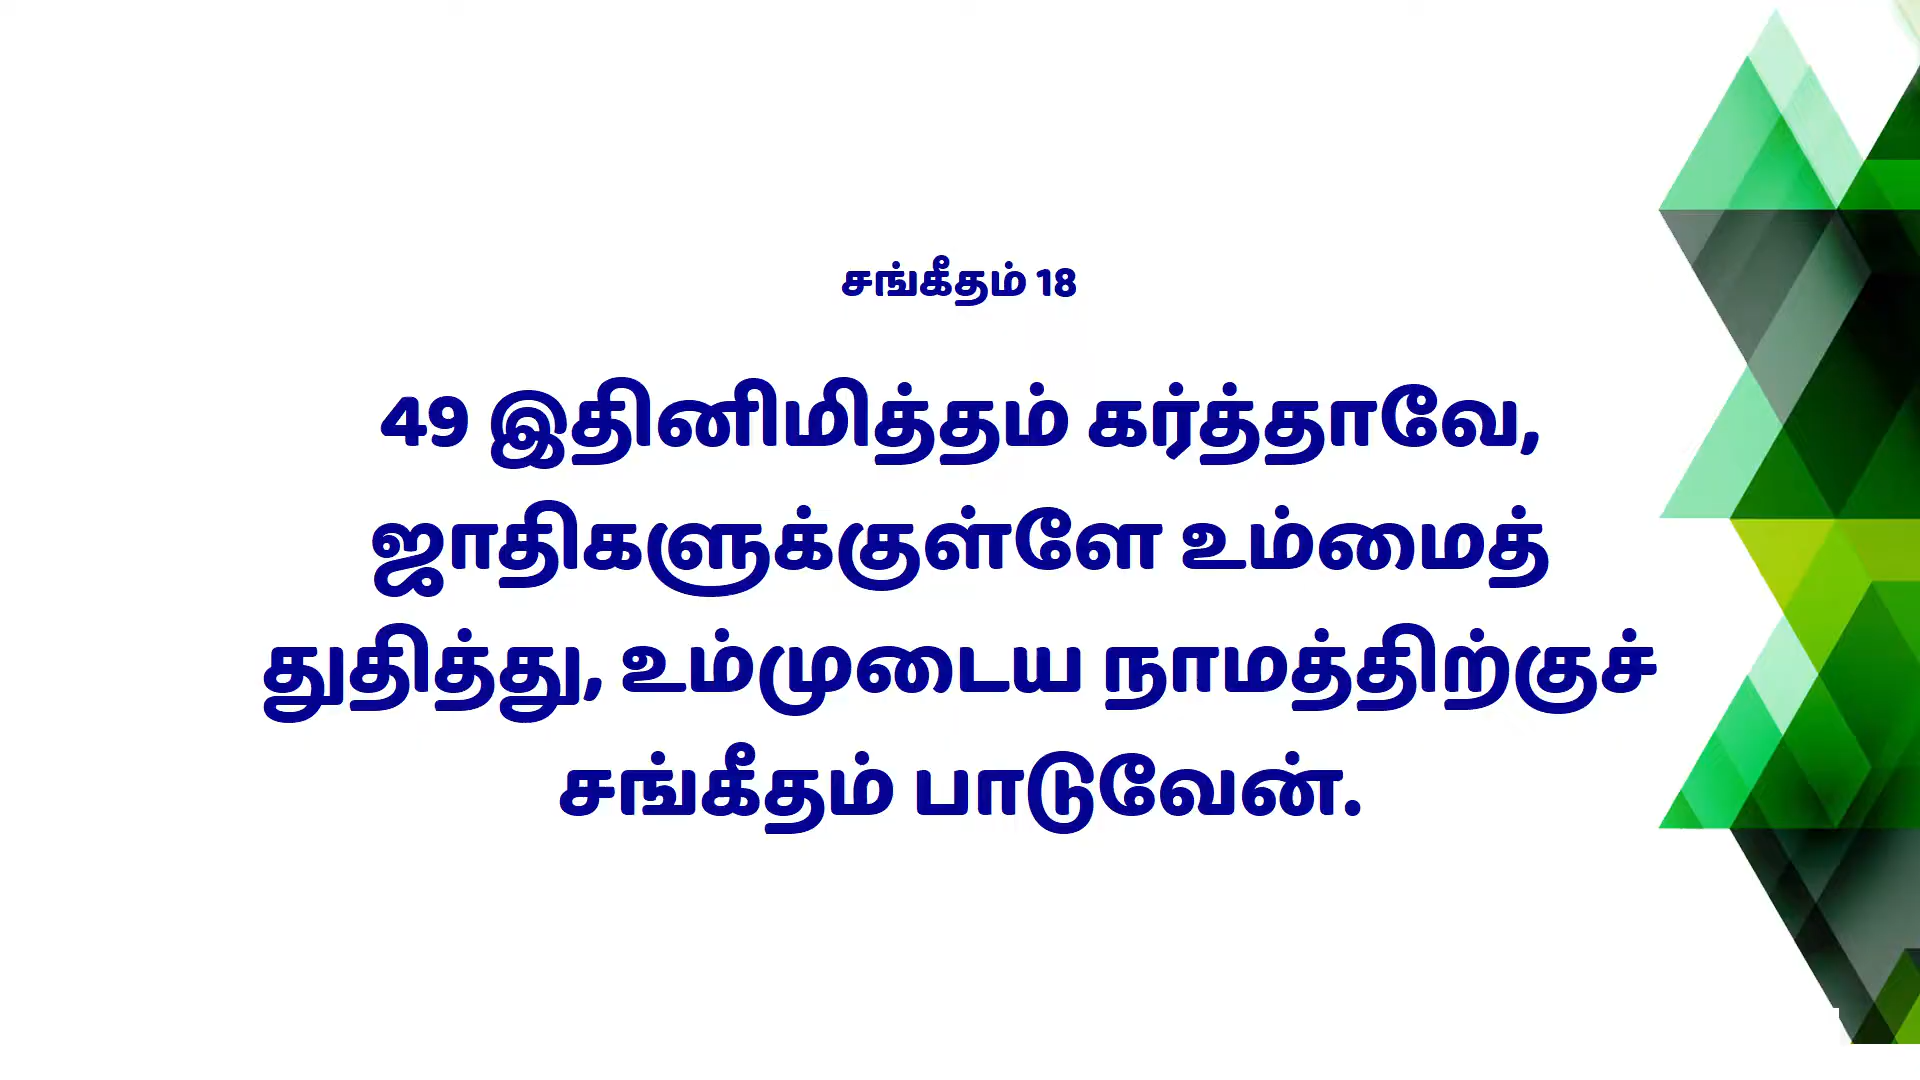 சங்கீதம் 18
49 இதினிமித்தம் கர்த்தாவே,
ஜாதிகளுக்குள்ளே உம்மைத்
துதித்து, உம்முடைய நாமத்திற்குச்
சங்கீதம் பாடுவேன்.